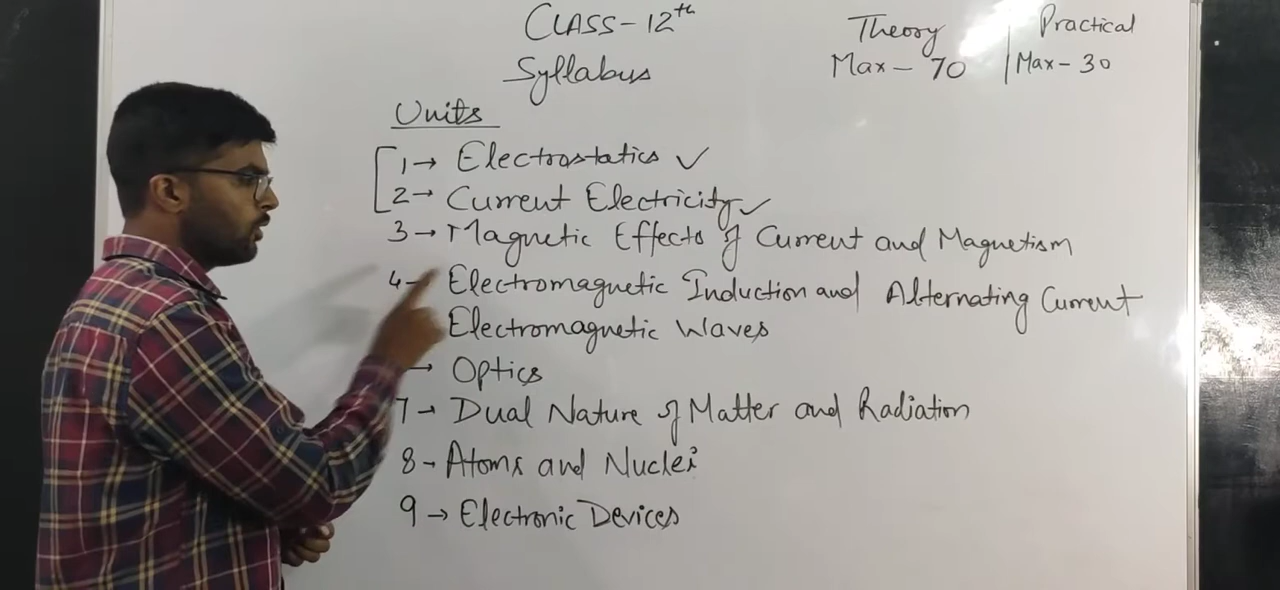 CLASS-12th
Syllabus
Theory
Max - 70
Practical
Max - 30
Units
1→ Electrostatics ✓
2→ Current Electricity ✓
3→ Magnetic Effects of Current and Magnetism
4- Electromagnetic Induction and Alternating Current
Electromagnetic Waves
→ Optics
7→ Dual Nature of Matter and Radiation
8- Atoms and Nuclei
9→ Electronic Devices